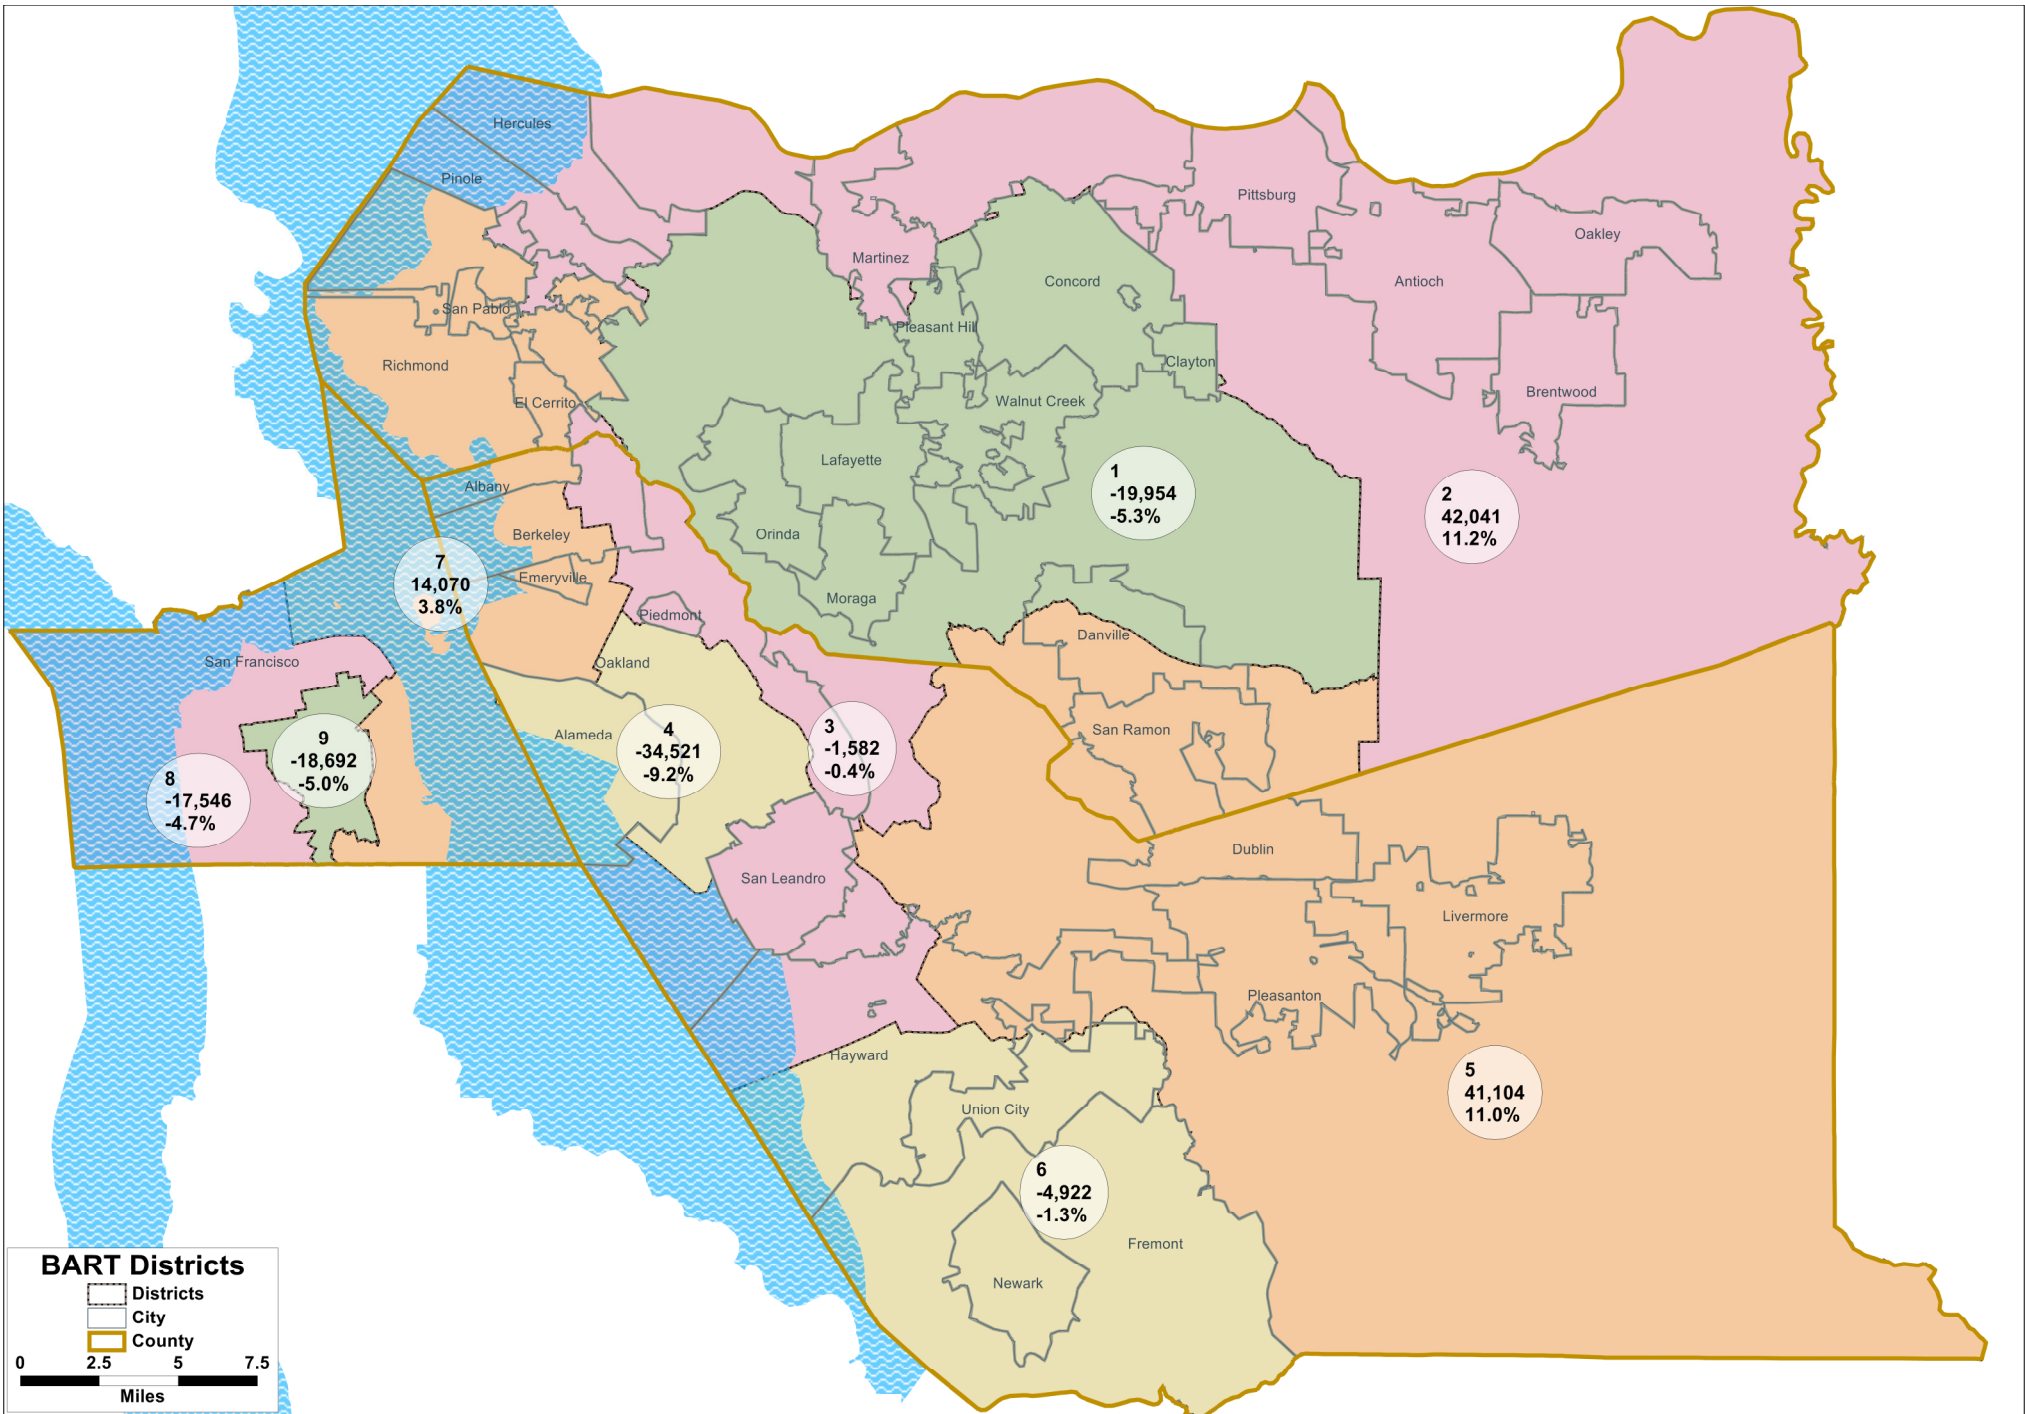 Hercules
Pinole
Pittsburg
Oakley
Martinez
Concord
Antioch
San Pablo
Pleasant Hill
Richmond
Clayton
Brentwood
El Cerrito
Walnut Creek
Lafayette
1
-19,954
-5.3%
2
42,041
11.2%
Albany
Berkeley
Orinda
7
14,070
3.8%
Emeryville
Moraga
Piedmont
Danville
San Francisco
Oakland
Alameda
4
-34,521
-9.2%
3
-1,582
-0.4%
San Ramon
9
-18,692
-5.0%
8
-17,546
-4.7%
Dublin
San Leandro
Livermore
Pleasanton
Hayward
5
41,104
11.0%
Union City
6
-4,922
-1.3%
Fremont
Newark
BART Districts
Districts
City
County
0 2.5 5 7.5
Miles